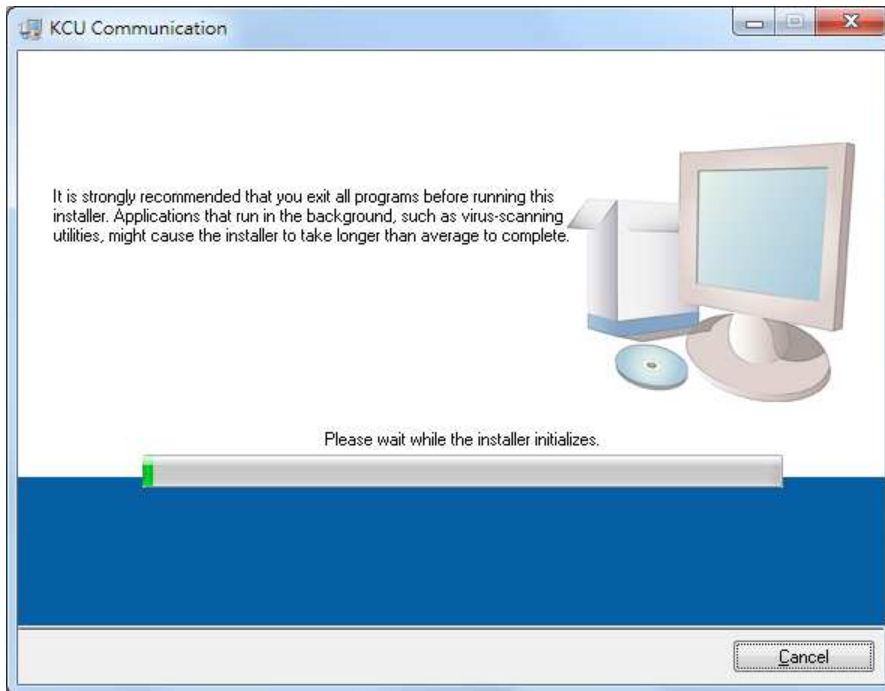 KCU Communication
It is strongly recommended that you exit all programs before running this
installer. Applications that run in the background, such as virus-scanning
utilities, might cause the installer to take longer than average to complete.
Please wait while the installer initializes.
Cancel